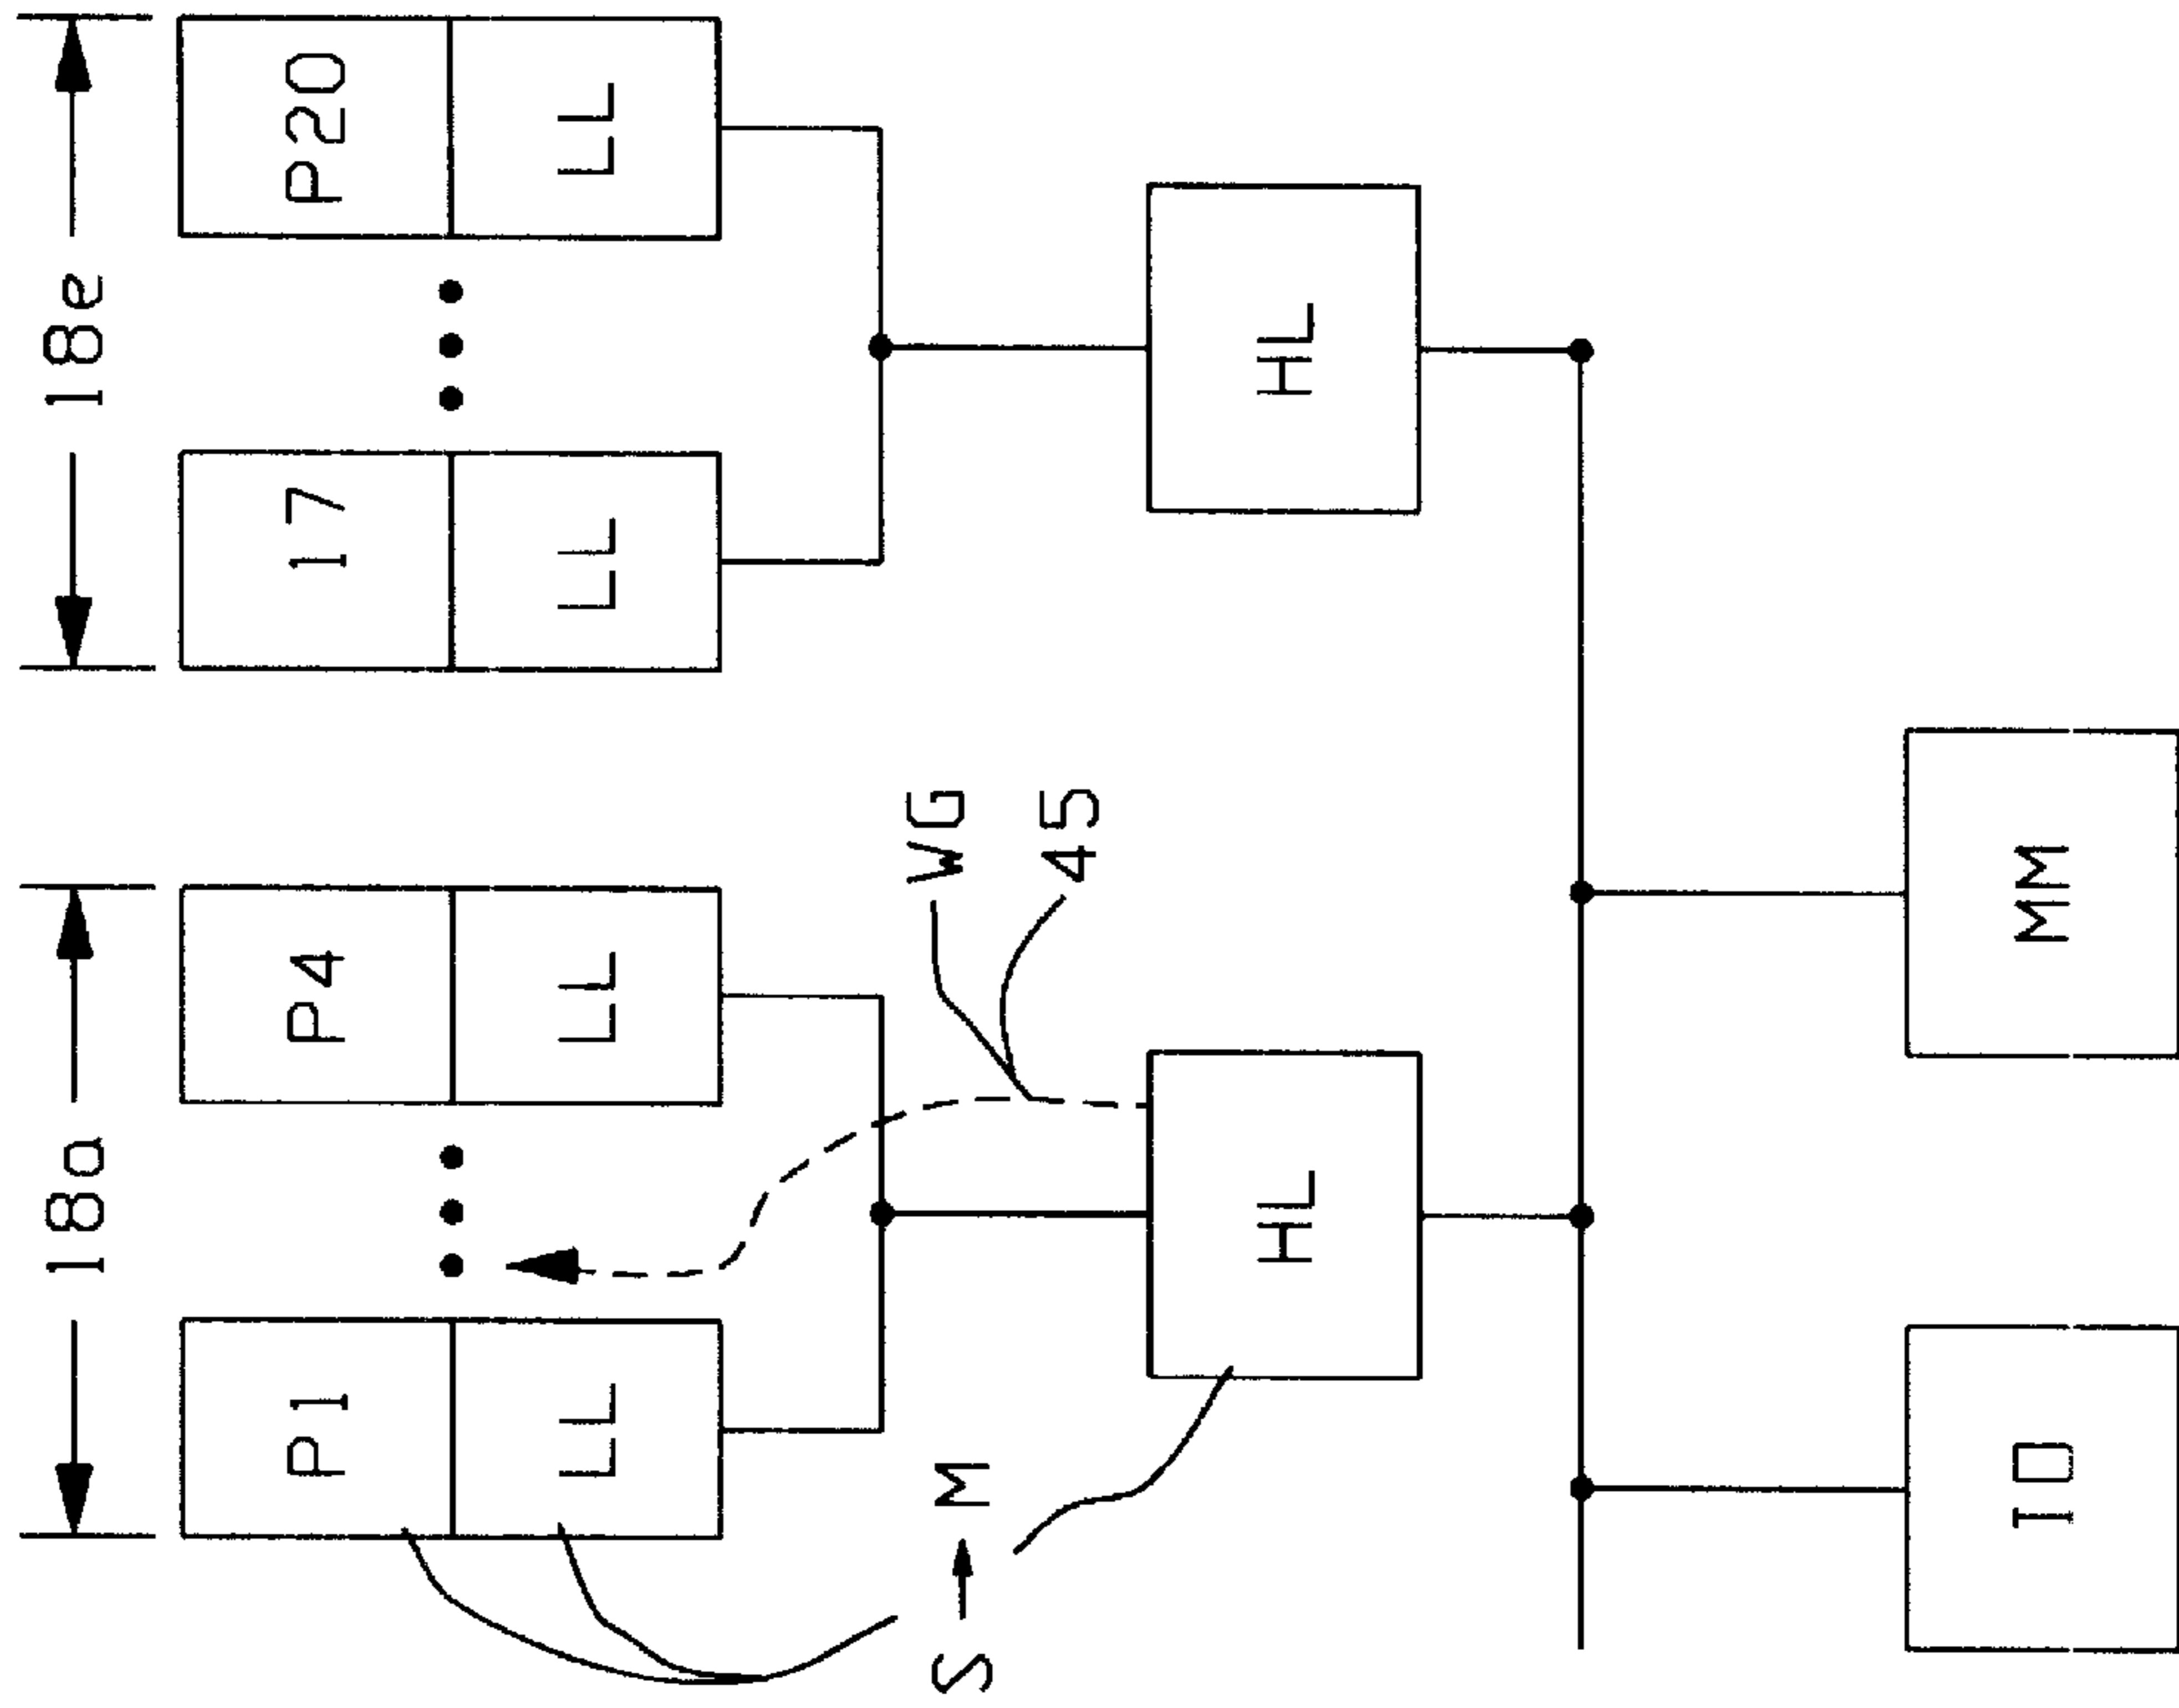 18a 18e
P1 P4 17 P20
LL LL LL LL
WG
S → M
45
HL HL
IO MM